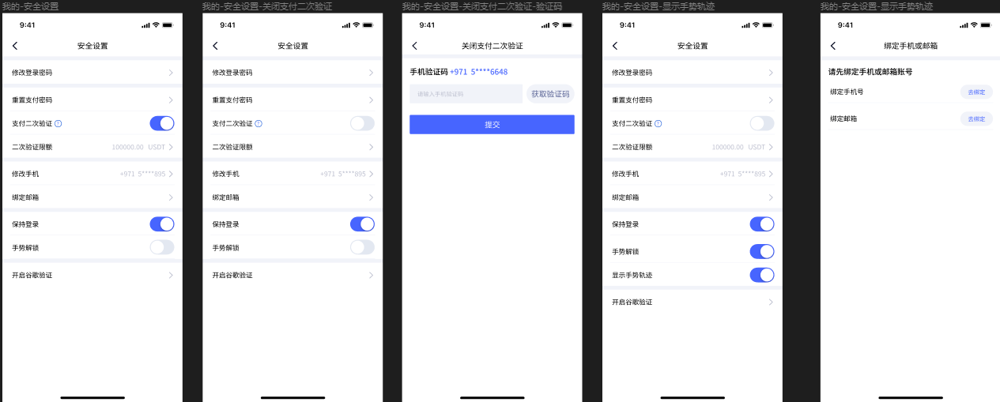 我的-安全设置
9:41
安全设置
修改登录密码
重置支付密码
支付二次验证 ?
二次验证限额 100000.00 USDT
修改手机 +971 5****895
绑定邮箱
保持登录
手势解锁
开启谷歌验证
我的-安全设置-关闭支付二次验证
9:41
安全设置
修改登录密码
重置支付密码
支付二次验证 ?
二次验证限额
修改手机 +971 5****895
绑定邮箱
保持登录
手势解锁
开启谷歌验证
我的-安全设置-关闭支付二次验证-验证码
9:41
关闭支付二次验证
手机验证码 +971 5****6648
请输入手机验证码 获取验证码
提交
我的-安全设置-显示手势轨迹
9:41
安全设置
修改登录密码
重置支付密码
支付二次验证 ?
二次验证限额 100000.00 USDT
修改手机 +971 5****895
绑定邮箱
保持登录
手势解锁
显示手势轨迹
开启谷歌验证
我的-安全设置-显示手势轨迹
9:41
绑定手机或邮箱
请先绑定手机或邮箱账号
绑定手机号 去绑定
绑定邮箱 去绑定